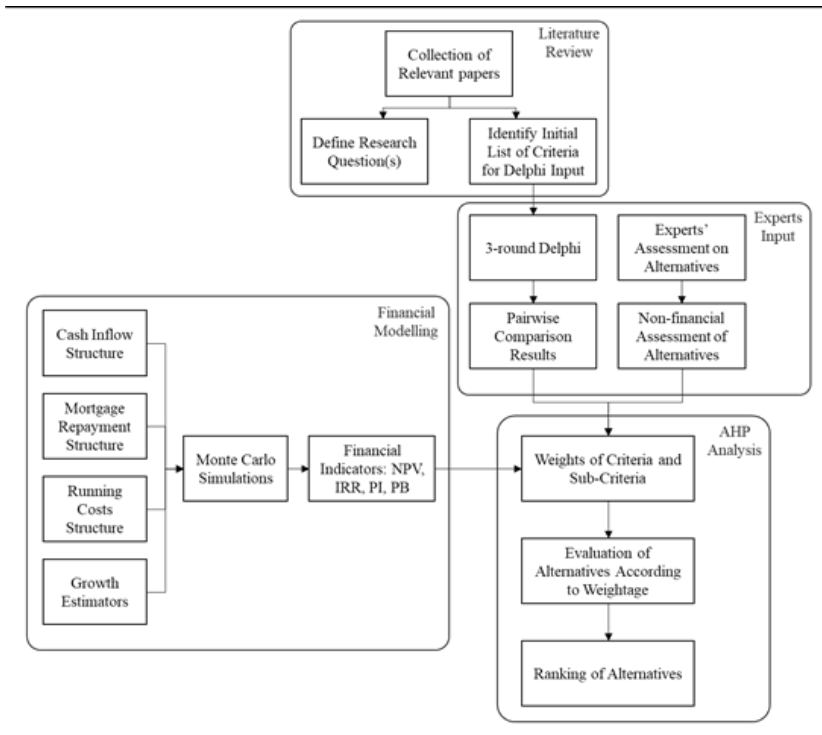 Literature
Review
Collection of
Relevant papers
Define Research
Question(s)
Identify Initial
List of Criteria
for Delphi Input
Experts
Input
3-round Delphi
Experts’
Assessment on
Alternatives
Pairwise
Comparison
Results
Non-financial
Assessment of
Alternatives
Financial
Modelling
Cash Inflow
Structure
Mortgage
Repayment
Structure
Running
Costs
Structure
Growth
Estimators
Monte Carlo
Simulations
Financial
Indicators: NPV,
IRR, PI, PB
AHP
Analysis
Weights of Criteria and
Sub-Criteria
Evaluation of
Alternatives According
to Weightage
Ranking of Alternatives